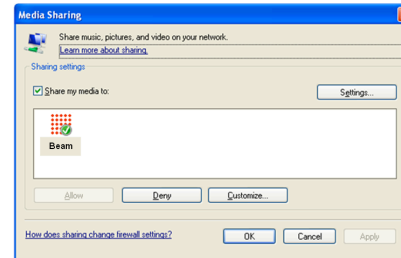 Media Sharing
Share music, pictures, and video on your network.
Learn more about sharing.
Sharing settings
Share my media to:
Settings...
Beam
Allow
Deny
Customize...
How does sharing change firewall settings?
OK
Cancel
Apply